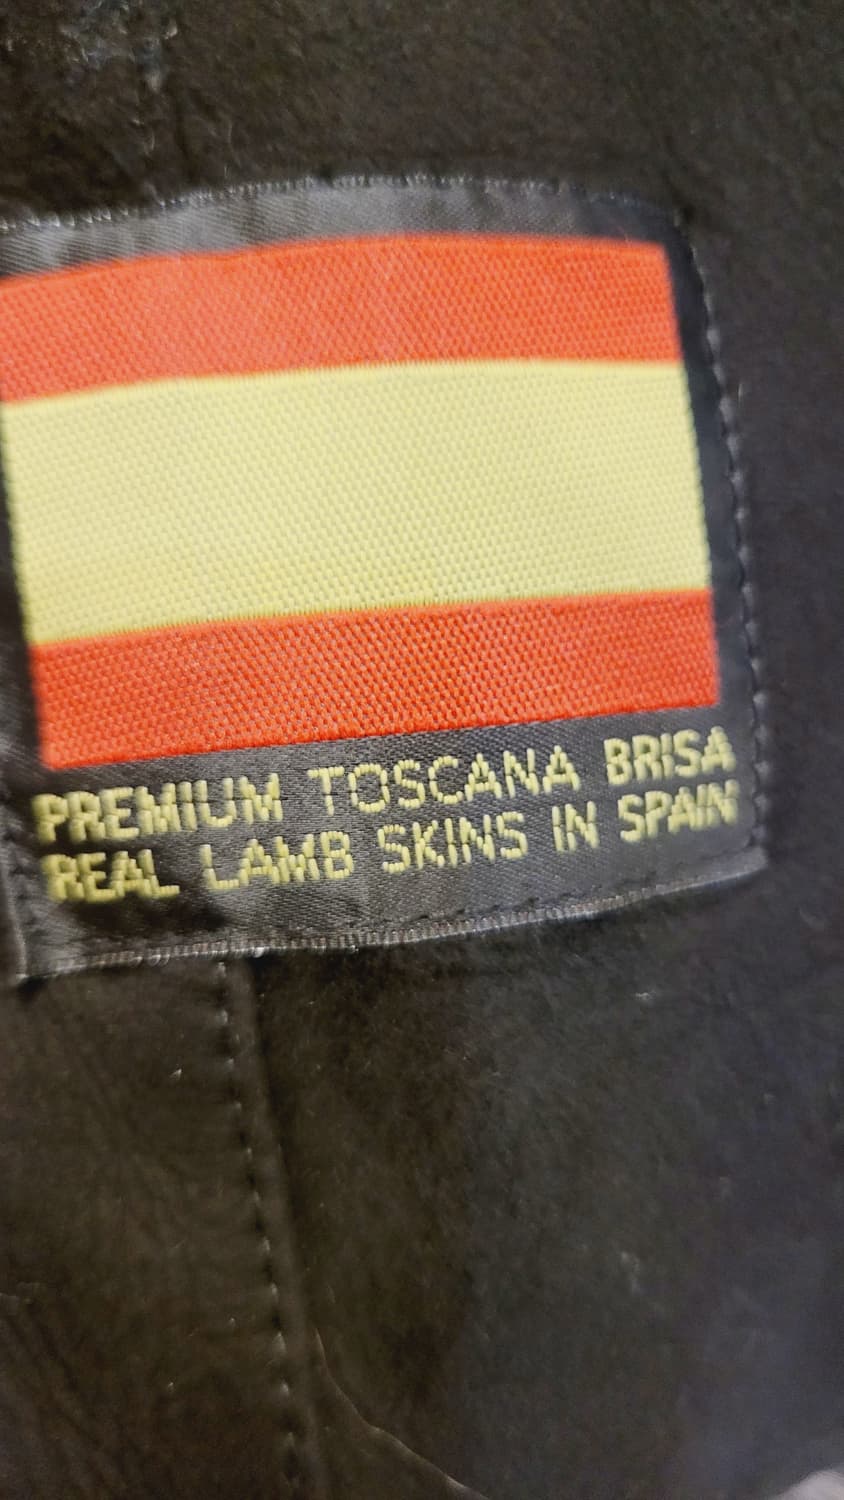 PREMIUM TOSCANA BRISA
REAL LAMB SKINS IN SPAIN